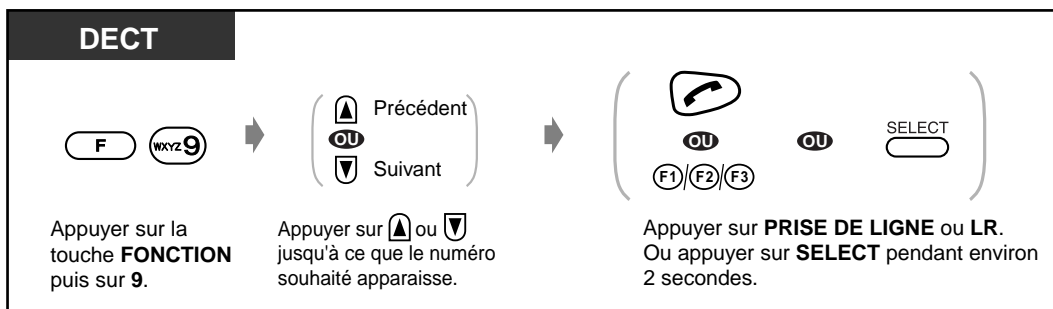 DECT
F WXYZ 9
Précédent
OU
Suivant
OU
F1/F2/F3
OU
SELECT
Appuyer sur la
touche FONCTION
puis sur 9.
Appuyer sur ou
jusqu'à ce que le numéro
souhaité apparaisse.
Appuyer sur PRISE DE LIGNE ou LR.
Ou appuyer sur SELECT pendant environ
2 secondes.